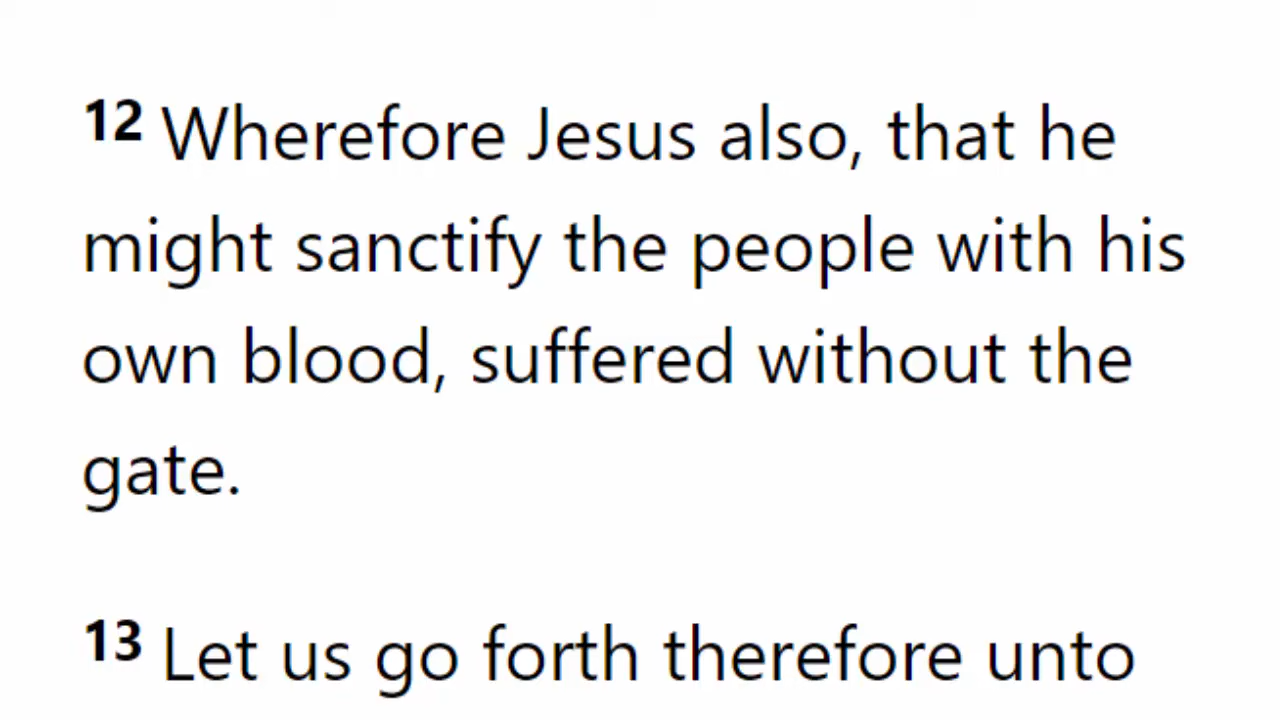 12 Wherefore Jesus also, that he
might sanctify the people with his
own blood, suffered without the
gate.
13 Let us go forth therefore unto